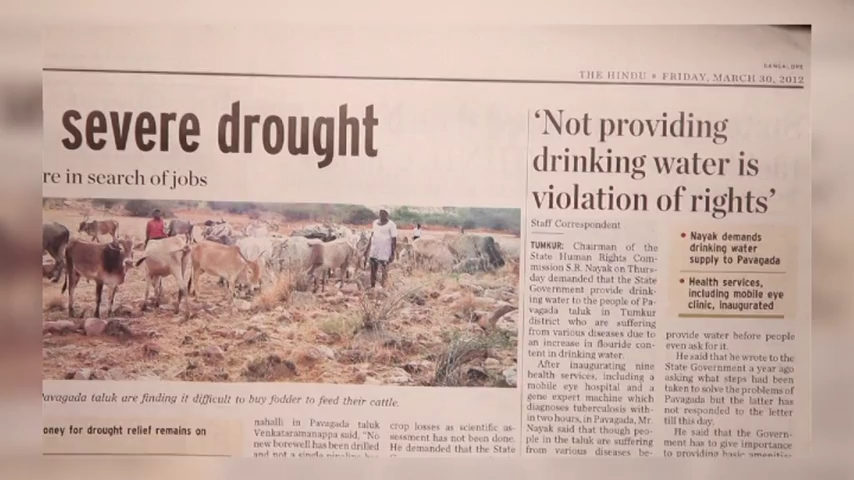 BANGALORE
THE HINDU • FRIDAY, MARCH 30, 2012
severe drought
re in search of jobs
Pavagada taluk are finding it difficult to buy fodder to feed their cattle.
oney for drought relief remains on
nahalli in Pavagada taluk
Venkataramanappa said, "No
new borewell has been drilled
and not a single
crop losses as scientific as-
sessment has not been done.
He demanded that the State
'Not providing
drinking water is
violation of rights'
Staff Correspondent
TUMKUR: Chairman of the
State Human Rights Com-
mission S.R. Nayak on Thurs-
day demanded that the State
Government provide drink-
ing water to the people of Pa-
vagada taluk in Tumkur
district who are suffering
from various diseases due to
an increase in flouride con-
tent in drinking water.
After inaugurating nine
health services, including a
mobile eye hospital and a
gene expert machine which
diagnoses tuberculosis with-
in two hours, in Pavagada, Mr.
Nayak said that though peo-
ple in the taluk are suffering
from various diseases be-
• Nayak demands
drinking water
supply to Pavagada
• Health services,
including mobile eye
clinic, inaugurated
provide water before people
even ask for it.
He said that he wrote to the
State Government a year ago
asking what steps had been
taken to solve the problems of
Pavagada but the latter has
not responded to the letter
till this day.
He said that the Govern-
ment has to give importance
to providing basic amenities